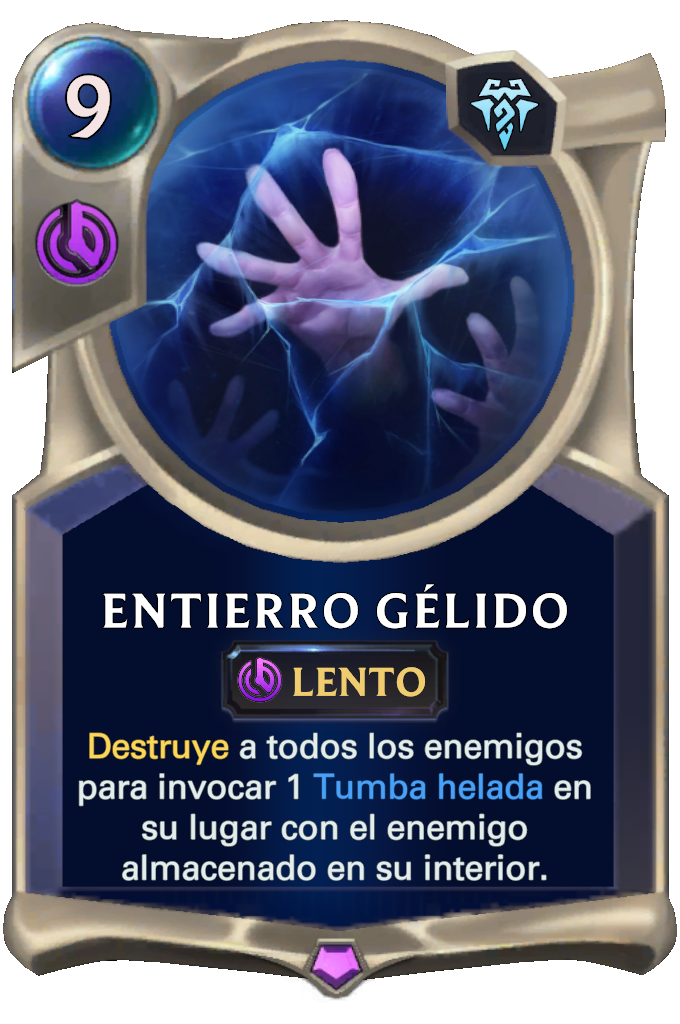 9
ENTIERRO GÉLIDO
LENTO
Destruye a todos los enemigos
para invocar 1 Tumba helada en
su lugar con el enemigo
almacenado en su interior.